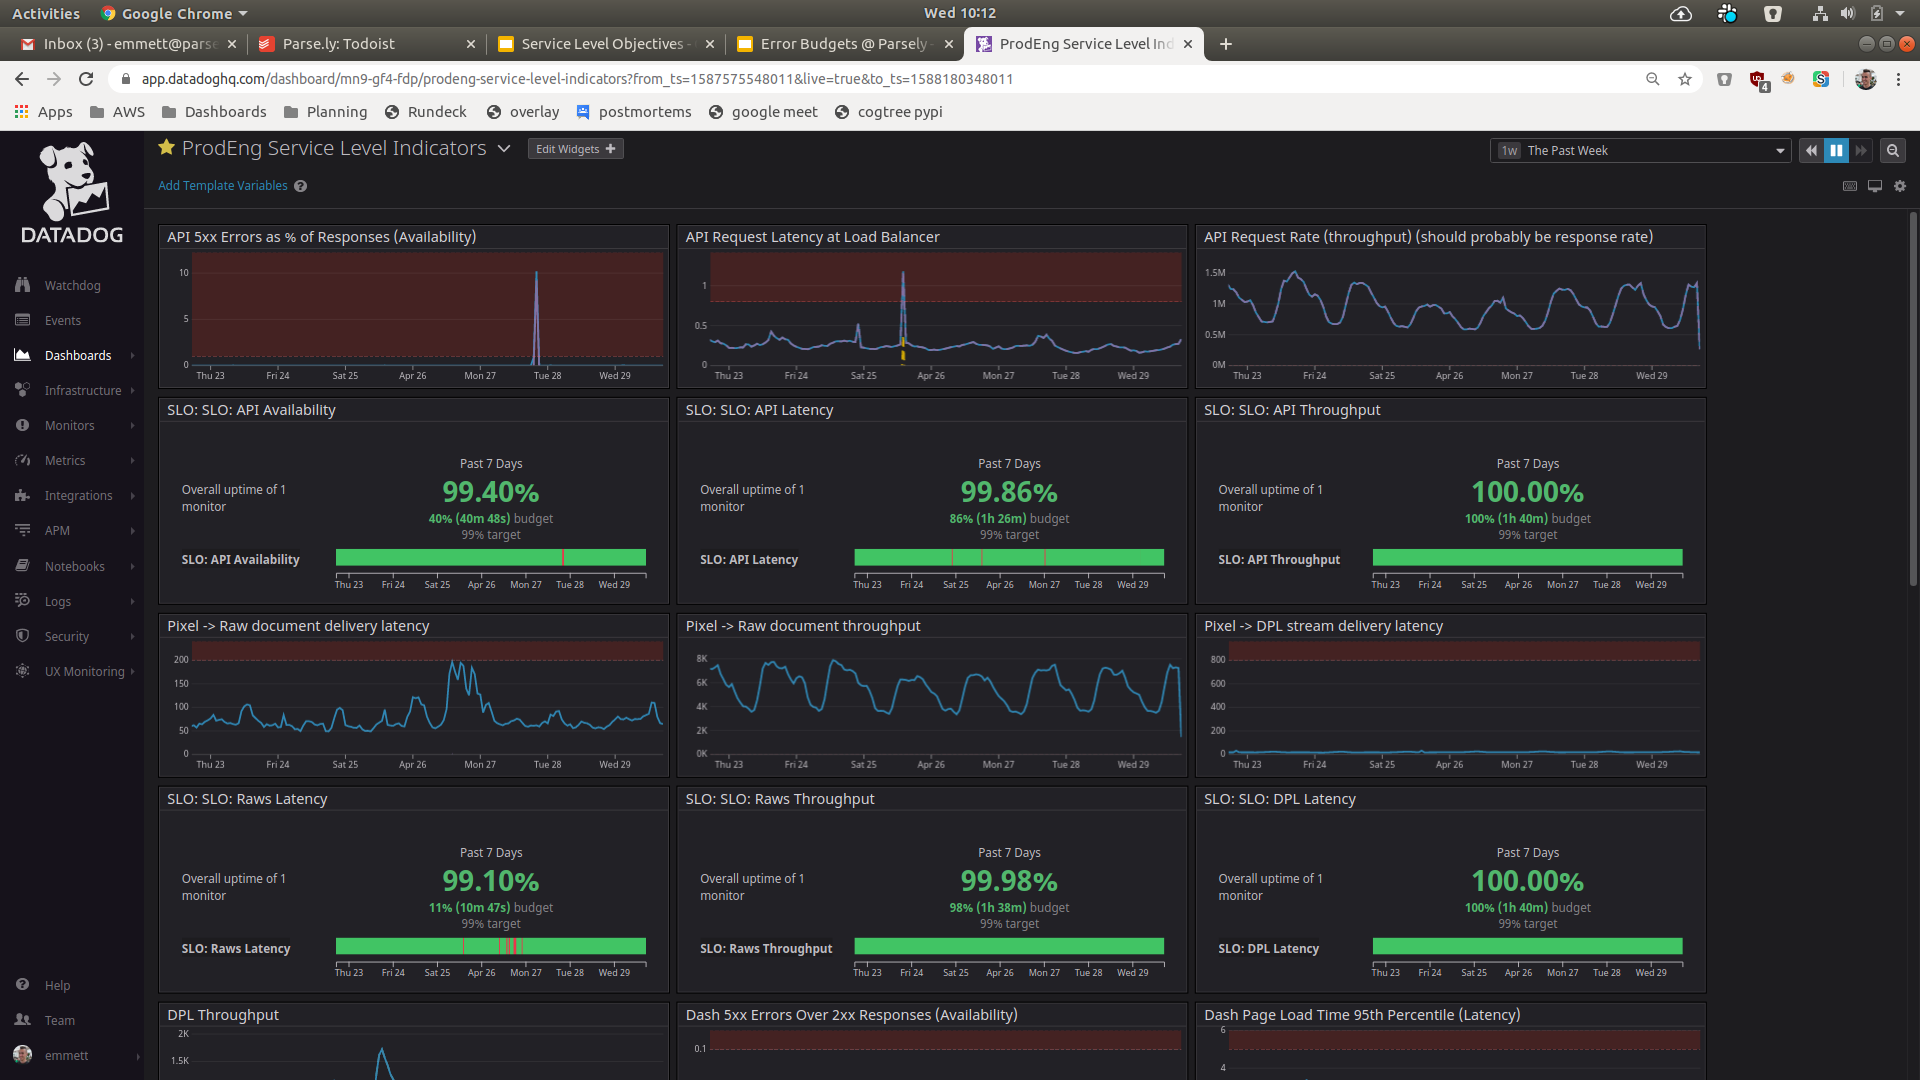 Activities Google Chrome Wed 10:12
Inbox (3) - emmett@parse
Parse.ly: Todoist
Service Level Objectives -
Error Budgets @ Parsely -
ProdEng Service Level Ind
app.datadoghq.com/dashboard/mn9-gf4-fdp/prodeng-service-level-indicators?from_ts=1587575548011&live=true&to_ts=1588180348011
4
Apps AWS Dashboards Planning Rundeck overlay postmortems google meet cogtree pypi
DATADOG
Watchdog
Events
Dashboards
Infrastructure
Monitors
Metrics
Integrations
APM
Notebooks
Logs
Security
UX Monitoring
Help
Team
emmett
ProdEng Service Level Indicators
Edit Widgets +
1w The Past Week
Add Template Variables ?
API 5xx Errors as % of Responses (Availability)
10
5
0
Thu 23 Fri 24 Sat 25 Apr 26 Mon 27 Tue 28 Wed 29
API Request Latency at Load Balancer
1
0.5
0
Thu 23 Fri 24 Sat 25 Apr 26 Mon 27 Tue 28 Wed 29
API Request Rate (throughput) (should probably be response rate)
1.5M
1M
0.5M
0M
Thu 23 Fri 24 Sat 25 Apr 26 Mon 27 Tue 28 Wed 29
SLO: SLO: API Availability
Past 7 Days
Overall uptime of 1
monitor
99.40%
40% (40m 48s) budget
99% target
SLO: API Availability
Thu 23 Fri 24 Sat 25 Apr 26 Mon 27 Tue 28 Wed 29
SLO: SLO: API Latency
Past 7 Days
Overall uptime of 1
monitor
99.86%
86% (1h 26m) budget
99% target
SLO: API Latency
Thu 23 Fri 24 Sat 25 Apr 26 Mon 27 Tue 28 Wed 29
SLO: SLO: API Throughput
Past 7 Days
Overall uptime of 1
monitor
100.00%
100% (1h 40m) budget
99% target
SLO: API Throughput
Thu 23 Fri 24 Sat 25 Apr 26 Mon 27 Tue 28 Wed 29
Pixel -> Raw document delivery latency
200
150
100
50
0
Thu 23 Fri 24 Sat 25 Apr 26 Mon 27 Tue 28 Wed 29
Pixel -> Raw document throughput
8K
6K
4K
2K
0K
Thu 23 Fri 24 Sat 25 Apr 26 Mon 27 Tue 28 Wed 29
Pixel -> DPL stream delivery latency
800
600
400
200
0
Thu 23 Fri 24 Sat 25 Apr 26 Mon 27 Tue 28 Wed 29
SLO: SLO: Raws Latency
Past 7 Days
Overall uptime of 1
monitor
99.10%
11% (10m 47s) budget
99% target
SLO: Raws Latency
Thu 23 Fri 24 Sat 25 Apr 26 Mon 27 Tue 28 Wed 29
SLO: SLO: Raws Throughput
Past 7 Days
Overall uptime of 1
monitor
99.98%
98% (1h 38m) budget
99% target
SLO: Raws Throughput
Thu 23 Fri 24 Sat 25 Apr 26 Mon 27 Tue 28 Wed 29
SLO: SLO: DPL Latency
Past 7 Days
Overall uptime of 1
monitor
100.00%
100% (1h 40m) budget
99% target
SLO: DPL Latency
Thu 23 Fri 24 Sat 25 Apr 26 Mon 27 Tue 28 Wed 29
DPL Throughput
2K
1.5K
Dash 5xx Errors Over 2xx Responses (Availability)
0.1
Dash Page Load Time 95th Percentile (Latency)
6
4